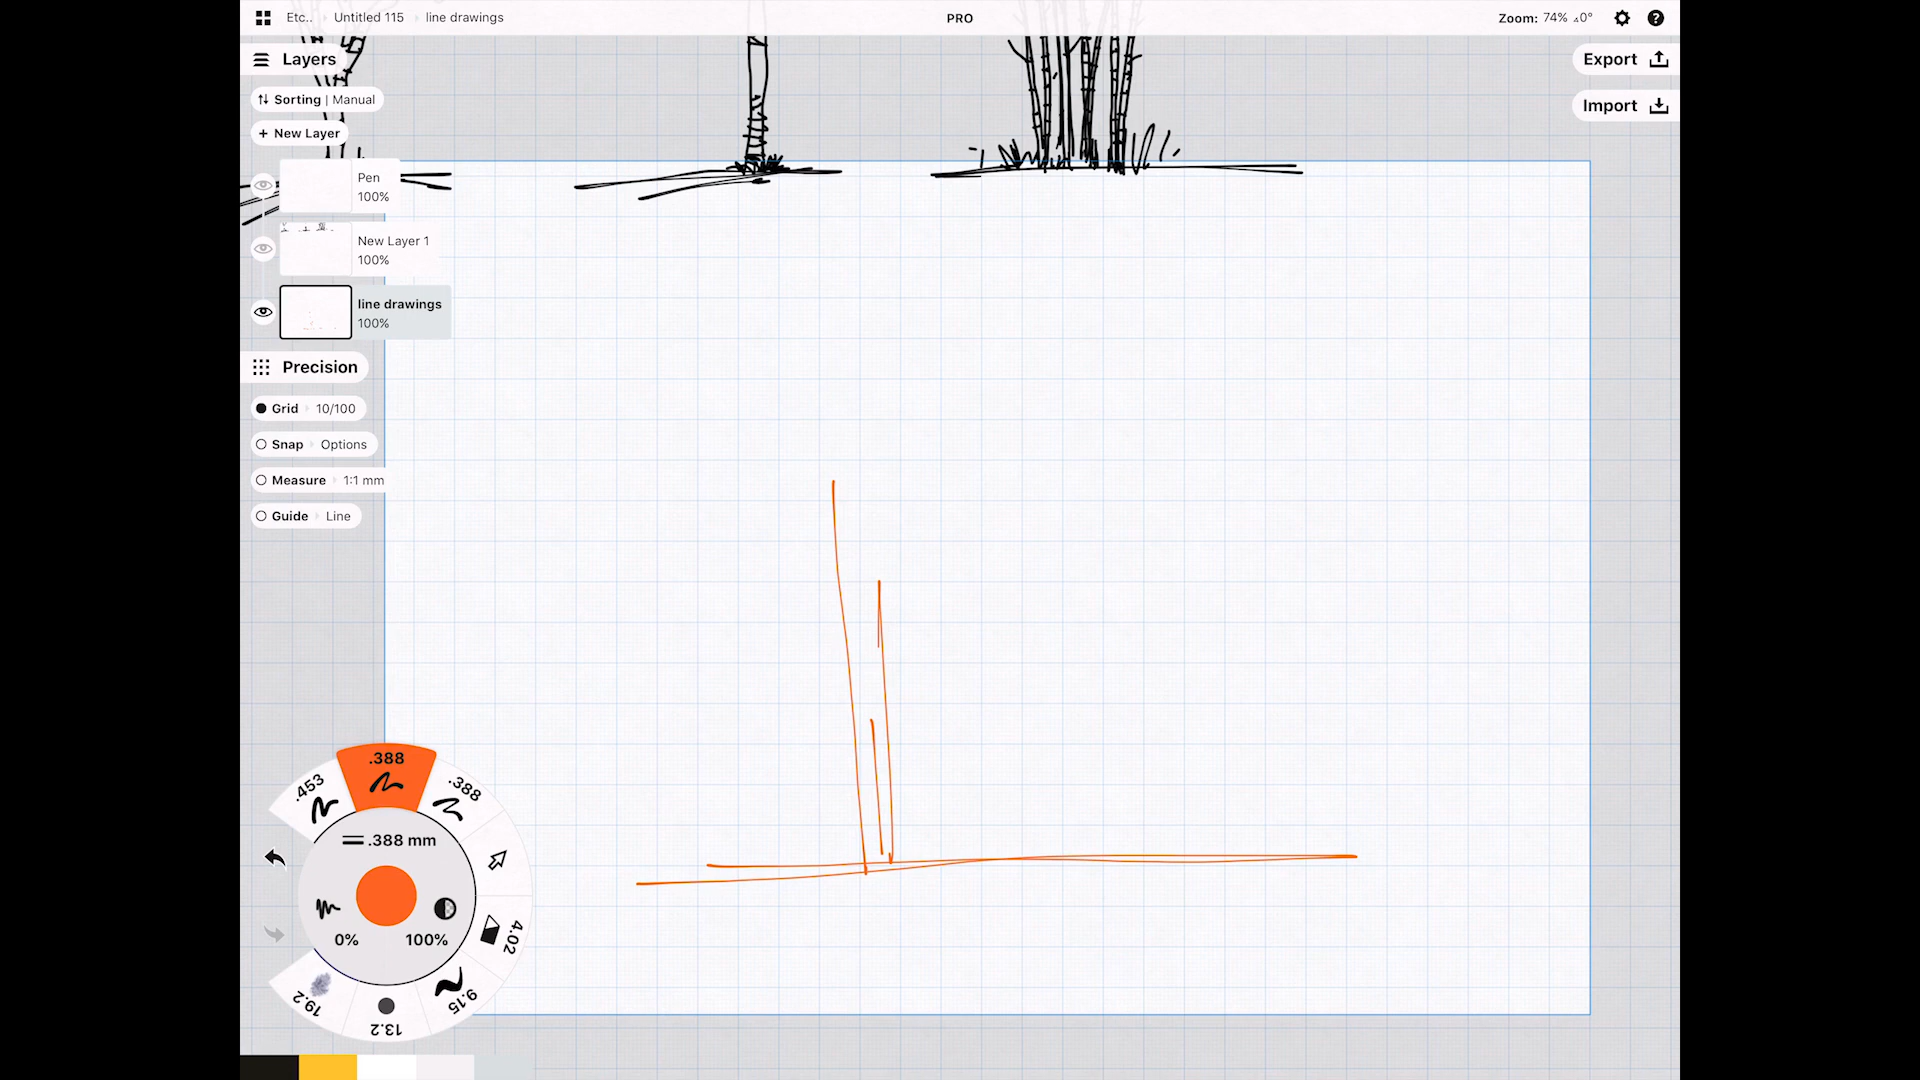 Etc.. Untitled 115 line drawings
PRO
Zoom: 74% ⊿0°
Layers
Export
Sorting | Manual
Import
+ New Layer
Pen
100%
New Layer 1
100%
line drawings
100%
Precision
Grid 10/100
Snap Options
Measure 1:1 mm
Guide Line
.453
.388
.388
.388 mm
0%
100%
4.02
9.15
13.2
19.2